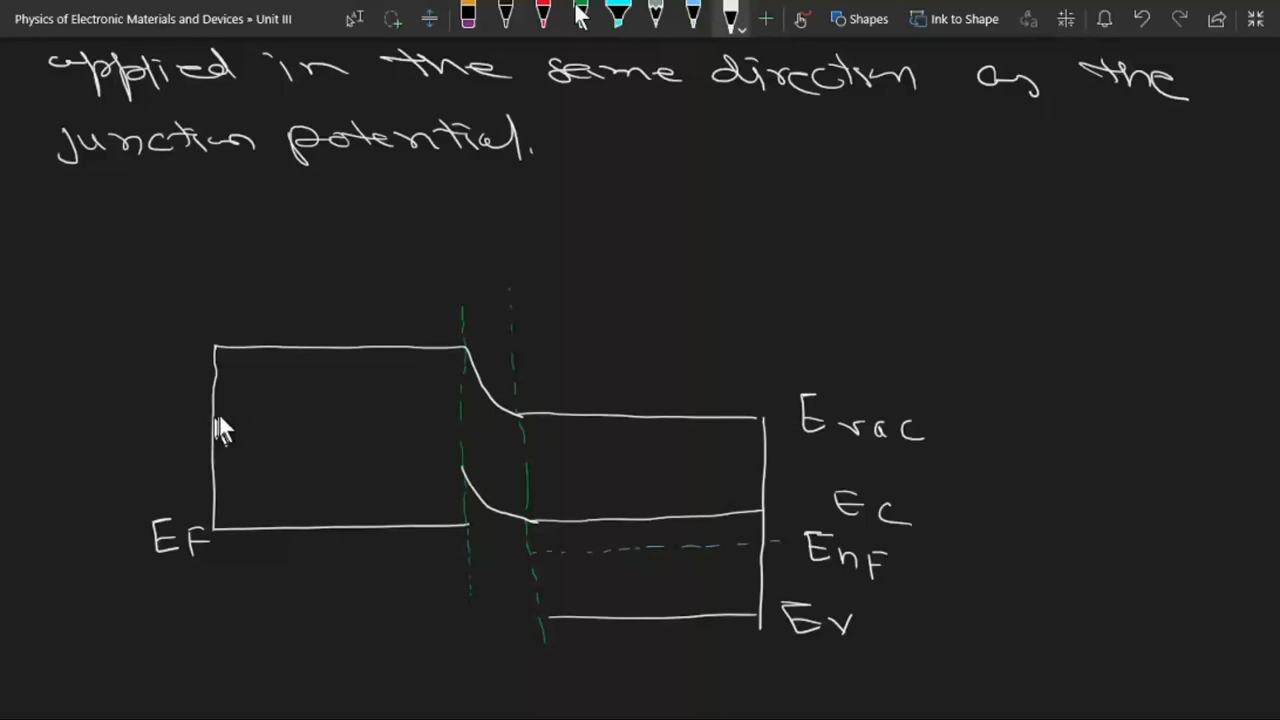 Physics of Electronic Materials and Devices » Unit III
Shapes
Ink to Shape
applied in the same direction as the
junction potential.
Evac
EC
EnF
EF
Ev